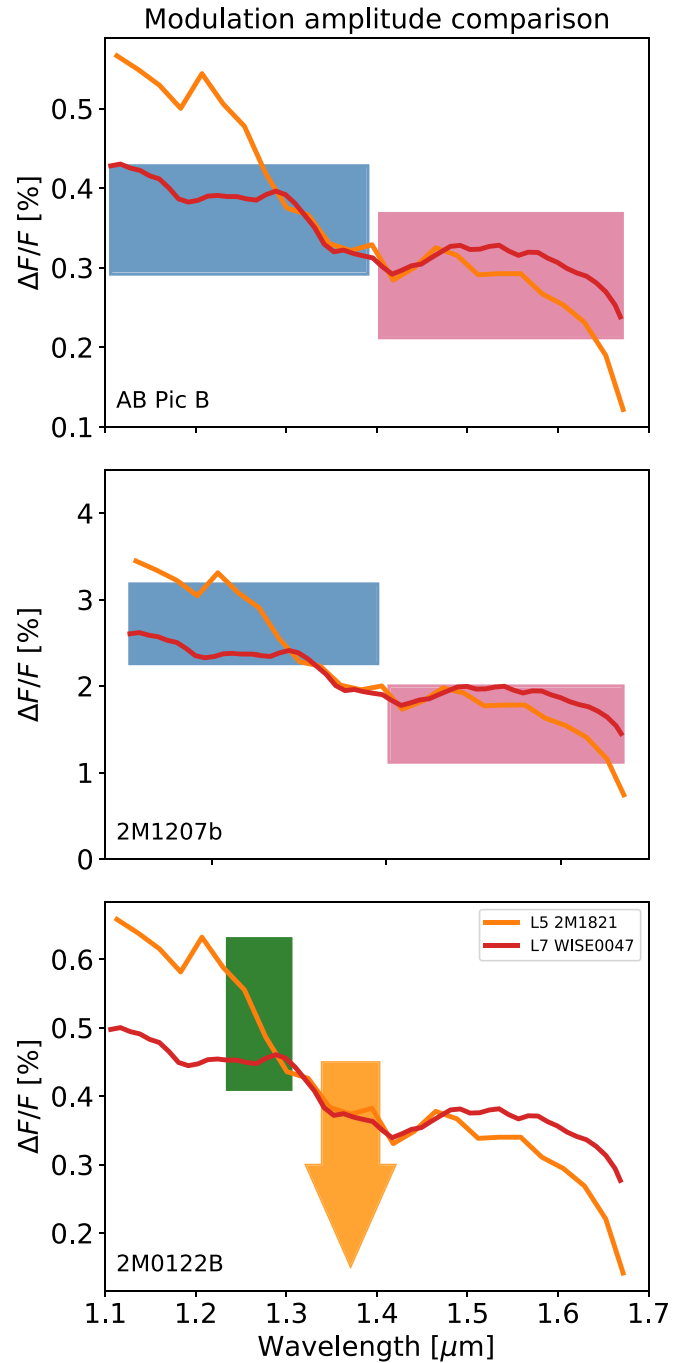 Modulation amplitude comparison
0.5
0.4
0.3
0.2
0.1
ΔF/F [%]
AB Pic B
4
3
2
1
0
ΔF/F [%]
2M1207b
L5 2M1821
L7 WISE0047
0.6
0.5
0.4
0.3
0.2
ΔF/F [%]
2M0122B
1.1 1.2 1.3 1.4 1.5 1.6 1.7
Wavelength [μm]